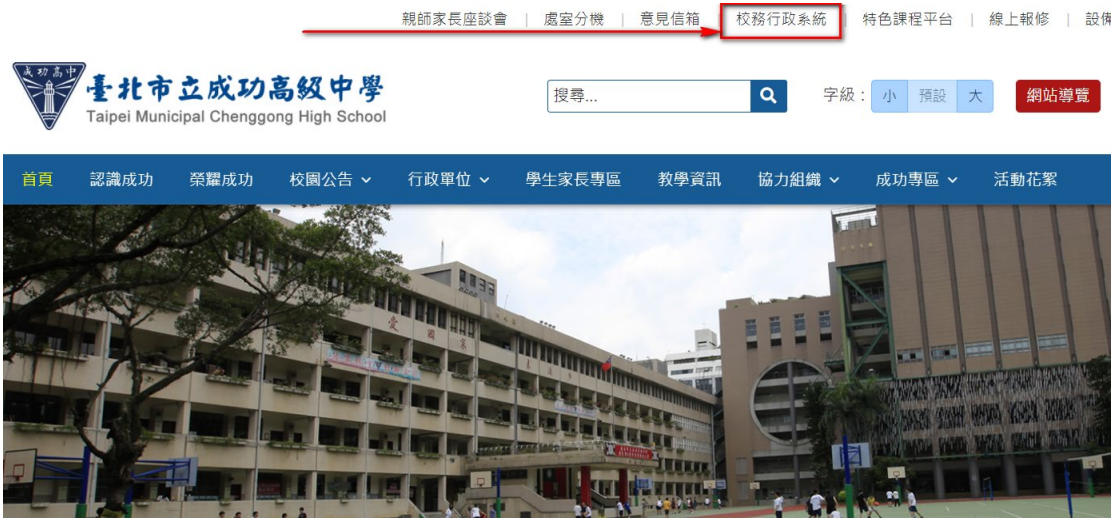 親師家長座談會 | 處室分機 | 意見信箱 | 校務行政系統 | 特色課程平台 | 線上報修 | 設備
成功高中
臺北市立成功高級中學
Taipei Municipal Chenggong High School
搜尋...
字級： 小 預設 大
網站導覽
首頁 認識成功 榮耀成功 校園公告 行政單位 學生家長專區 教學資訊 協力組織 成功專區 活動花絮
愛國家